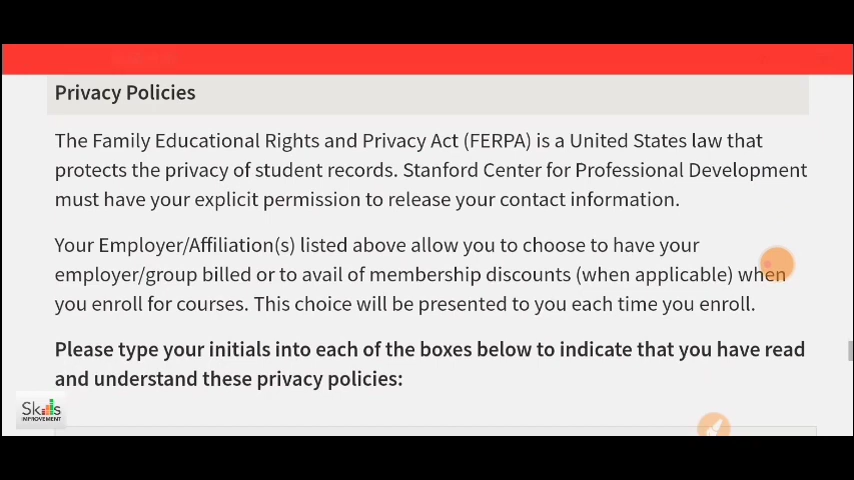 Privacy Policies
The Family Educational Rights and Privacy Act (FERPA) is a United States law that
protects the privacy of student records. Stanford Center for Professional Development
must have your explicit permission to release your contact information.
Your Employer/Affiliation(s) listed above allow you to choose to have your
employer/group billed or to avail of membership discounts (when applicable) when
you enroll for courses. This choice will be presented to you each time you enroll.
Please type your initials into each of the boxes below to indicate that you have read
and understand these privacy policies:
Skills
IMPROVEMENT